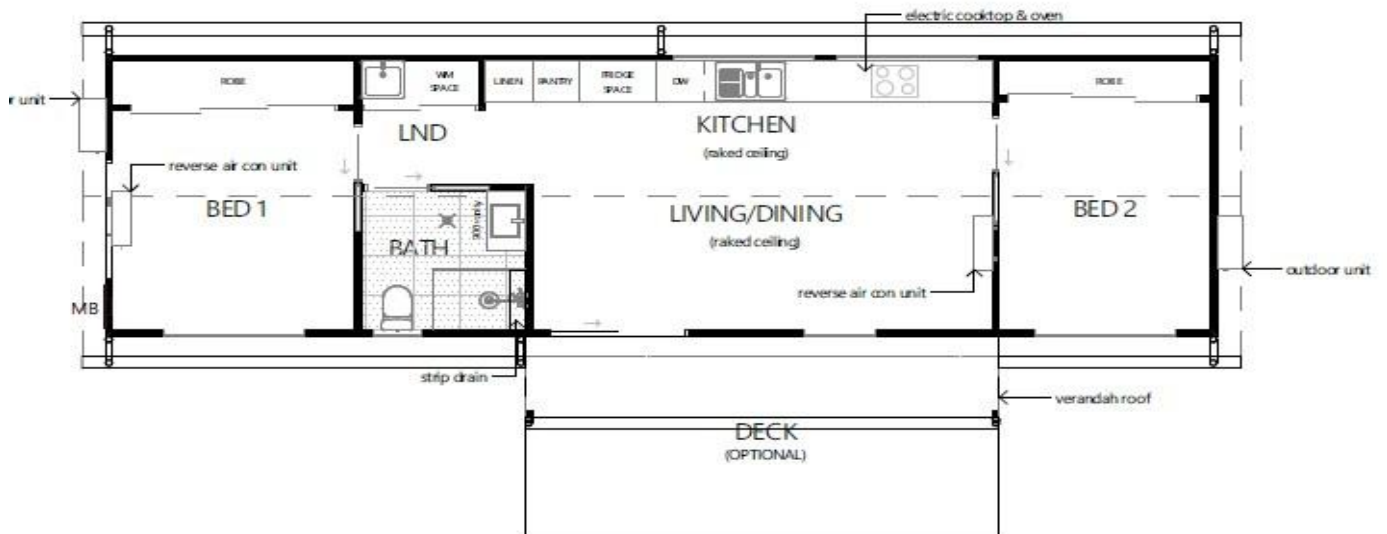 electric cooktop & oven
ROBE
WM
SPACE
LINEN
PANTRY
FRIDGE
SPACE
DW
ROBE
r unit
LND
KITCHEN
(raked ceiling)
reverse air con unit
BED 1
900 vanity
LIVING/DINING
(raked ceiling)
BED 2
BATH
outdoor unit
reverse air con unit
MB
strip drain
verandah roof
DECK
(OPTIONAL)